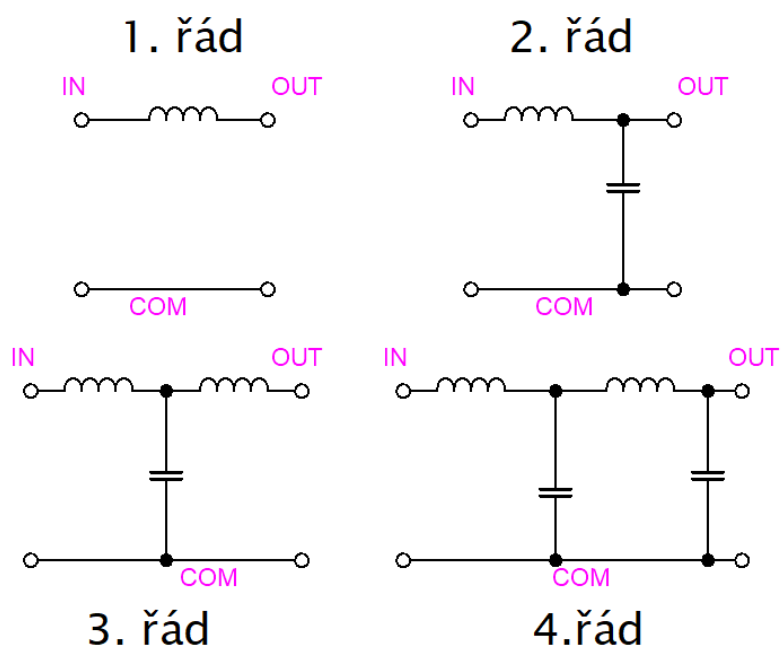 1. řád
2. řád
IN
OUT
IN
OUT
COM
COM
IN
OUT
IN
OUT
COM
COM
3. řád
4.řád